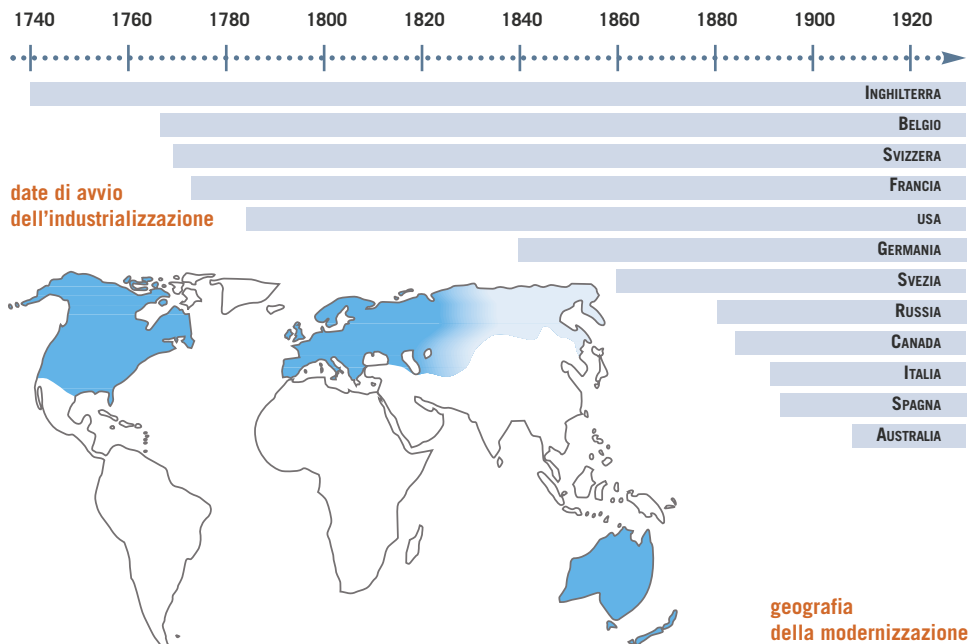 1740 1760 1780 1800 1820 1840 1860 1880 1900 1920
INGHILTERRA
BELGIO
SVIZZERA
FRANCIA
date di avvio
dell'industrializzazione
USA
GERMANIA
SVEZIA
RUSSIA
CANADA
ITALIA
SPAGNA
AUSTRALIA
geografia
della modernizzazione